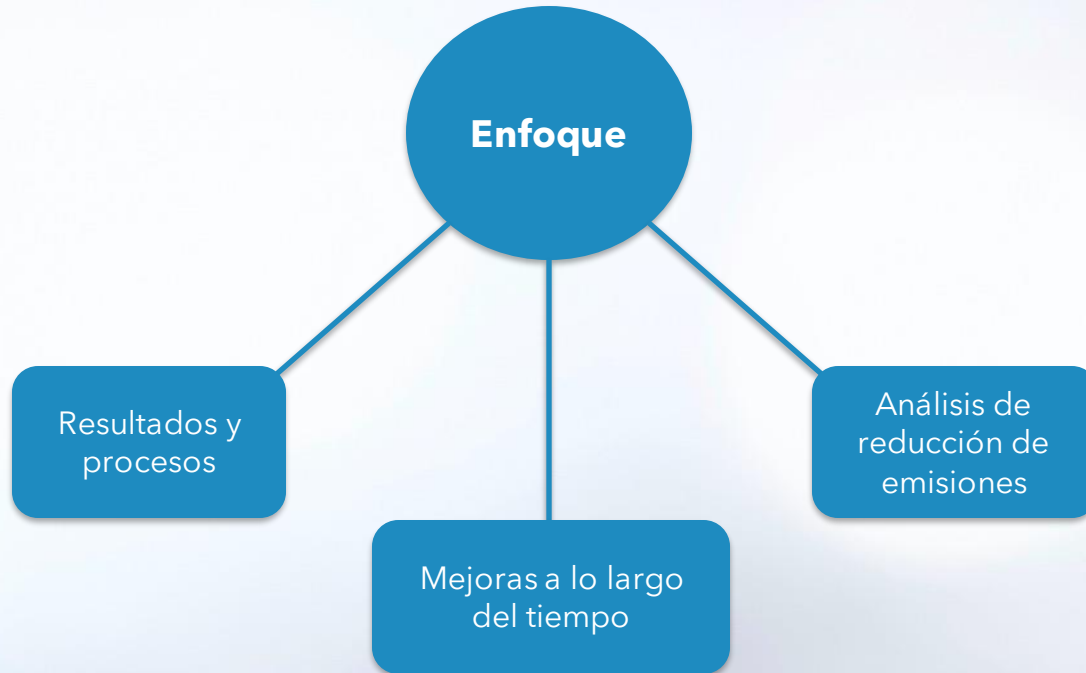 Enfoque
Resultados y
procesos
Mejoras a lo largo
del tiempo
Análisis de
reducción de
emisiones